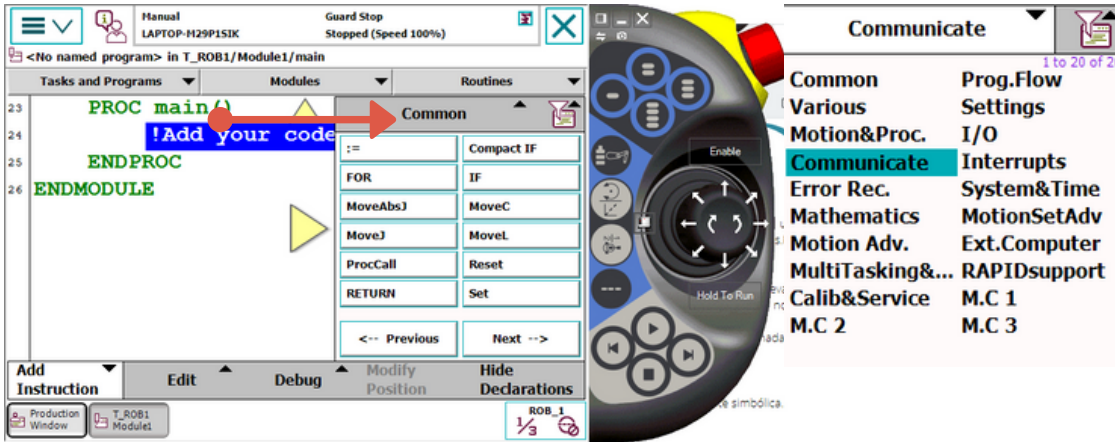 Manual
LAPTOP-M29P1SIK
Guard Stop
Stopped (Speed 100%)
<No named program> in T_ROB1/Module1/main
Tasks and Programs
Modules
Routines
23 PROC main()
24 !Add your code
25 ENDPROC
26 ENDMODULE
Common
:= Compact IF
FOR IF
MoveAbsJ MoveC
MoveJ MoveL
ProcCall Reset
RETURN Set
<-- Previous Next -->
Add Instruction
Edit
Debug
Modify Position
Hide Declarations
Production Window
T_ROB1 Module1
ROB_1
1/3
Enable
Hold To Run
te simbólica.
Communicate
1 to 20 of 2
Common Prog.Flow
Various Settings
Motion&Proc. I/O
Communicate Interrupts
Error Rec. System&Time
Mathematics MotionSetAdv
Motion Adv. Ext.Computer
MultiTasking&... RAPIDsupport
Calib&Service M.C 1
M.C 2 M.C 3